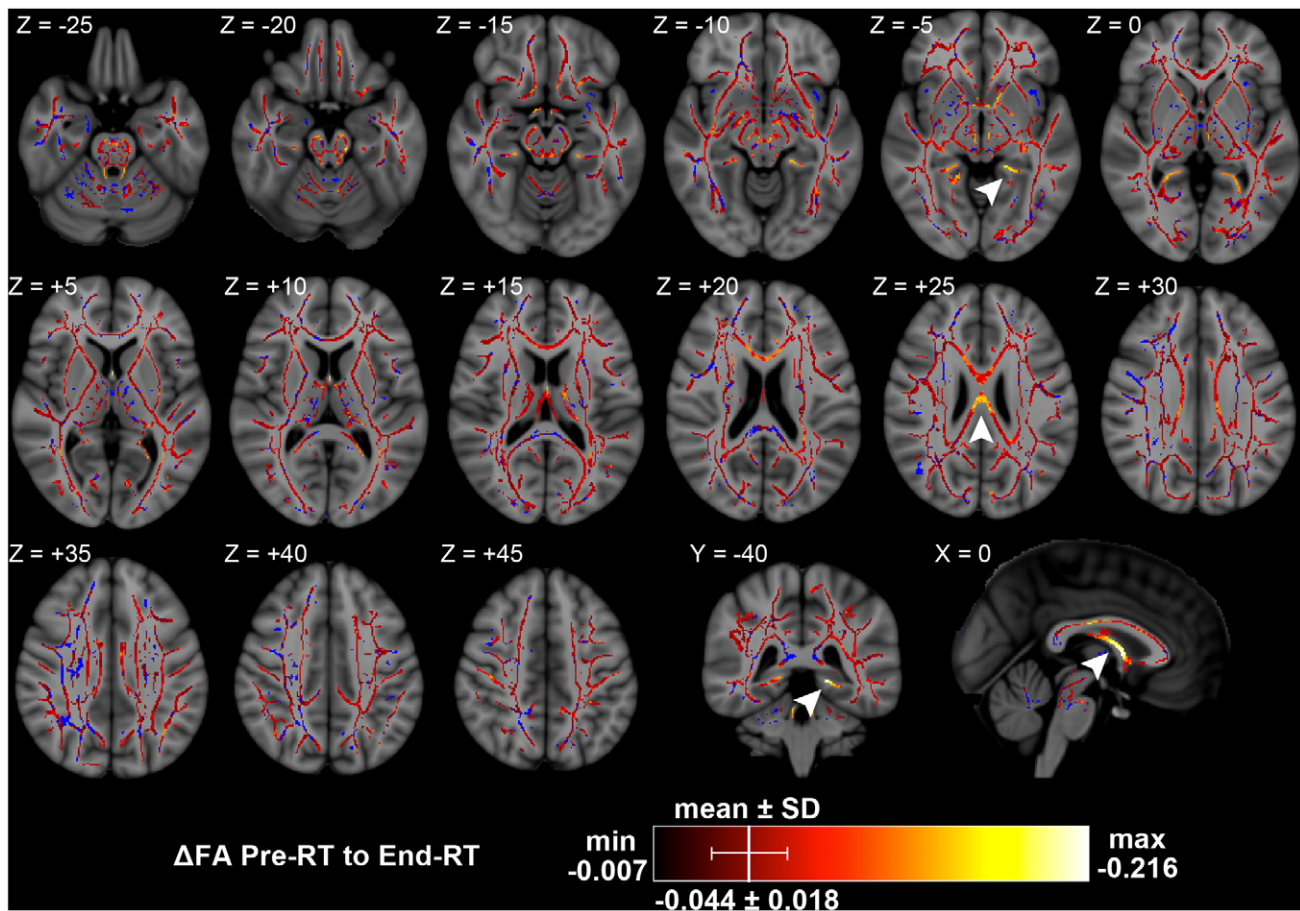 Z = -25
Z = -20
Z = -15
Z = -10
Z = -5
Z = 0
Z = +5
Z = +10
Z = +15
Z = +20
Z = +25
Z = +30
Z = +35
Z = +40
Z = +45
Y = -40
X = 0
mean ± SD
min
max
ΔFA Pre-RT to End-RT
-0.007
-0.216
-0.044 ± 0.018